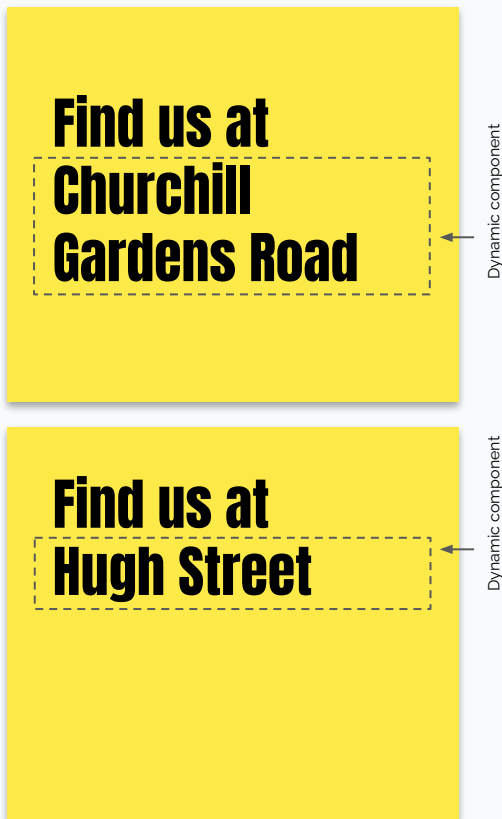 Find us at
Churchill
Gardens Road
Dynamic component
Find us at
Hugh Street
Dynamic component